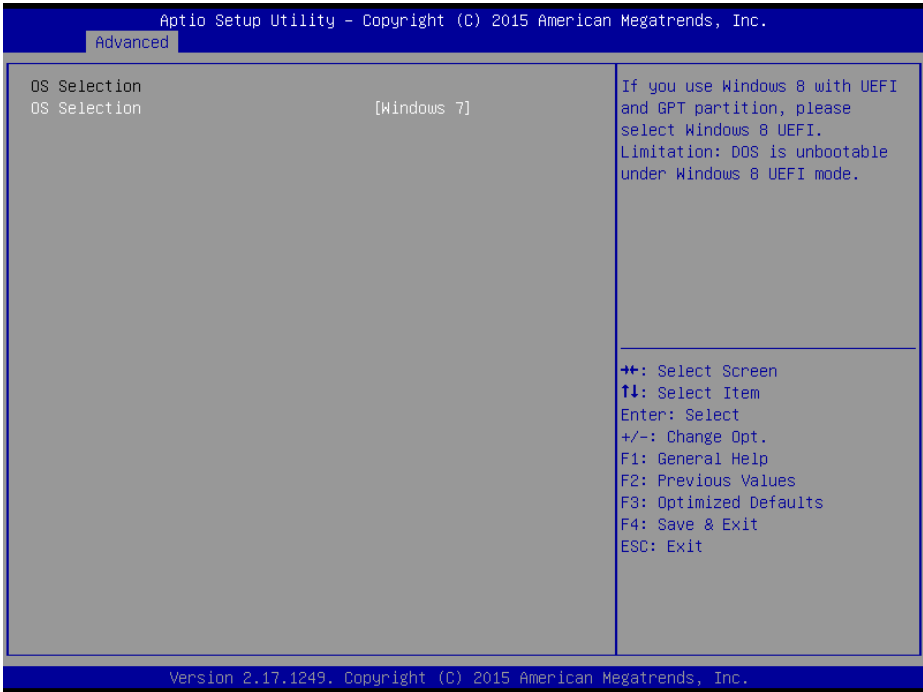 Aptio Setup Utility – Copyright (C) 2015 American Megatrends, Inc.
Advanced
OS Selection
OS Selection [Windows 7]
If you use Windows 8 with UEFI
and GPT partition, please
select Windows 8 UEFI.
Limitation: DOS is unbootable
under Windows 8 UEFI mode.
→←: Select Screen
↑↓: Select Item
Enter: Select
+/-: Change Opt.
F1: General Help
F2: Previous Values
F3: Optimized Defaults
F4: Save & Exit
ESC: Exit
Version 2.17.1249. Copyright (C) 2015 American Megatrends, Inc.